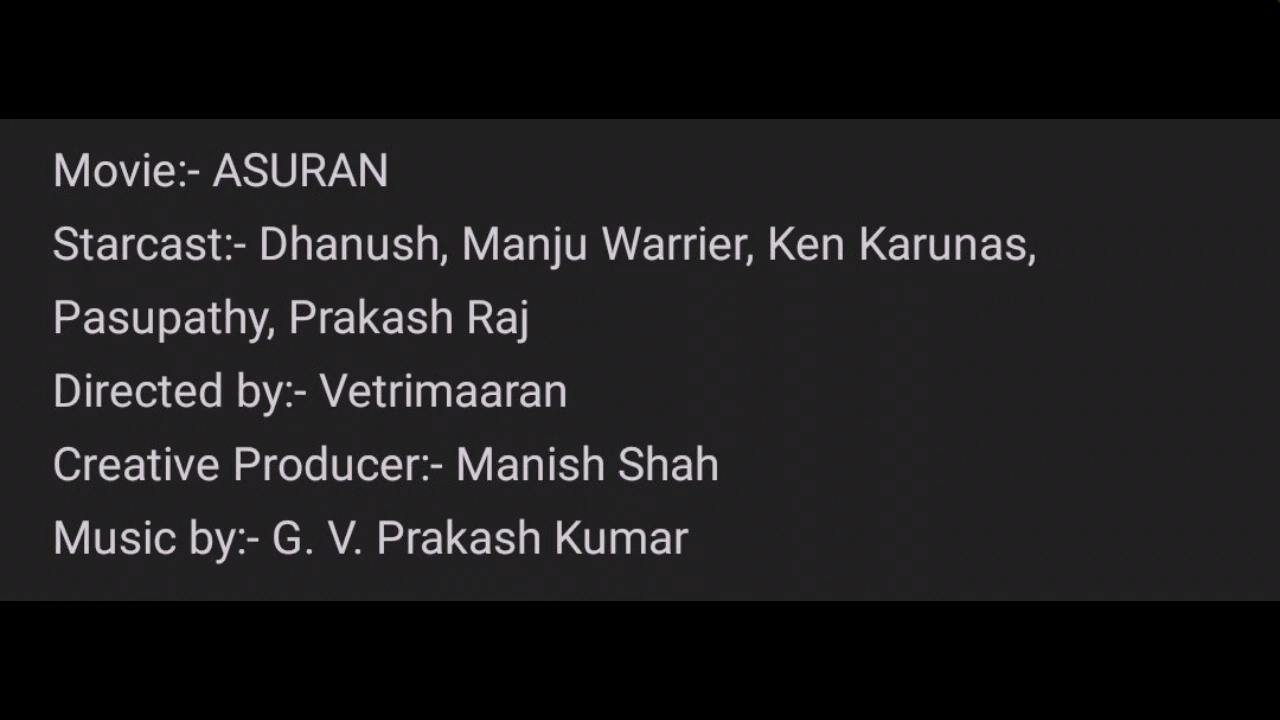 Movie:- ASURAN
Starcast:- Dhanush, Manju Warrier, Ken Karunas,
Pasupathy, Prakash Raj
Directed by:- Vetrimaaran
Creative Producer:- Manish Shah
Music by:- G. V. Prakash Kumar